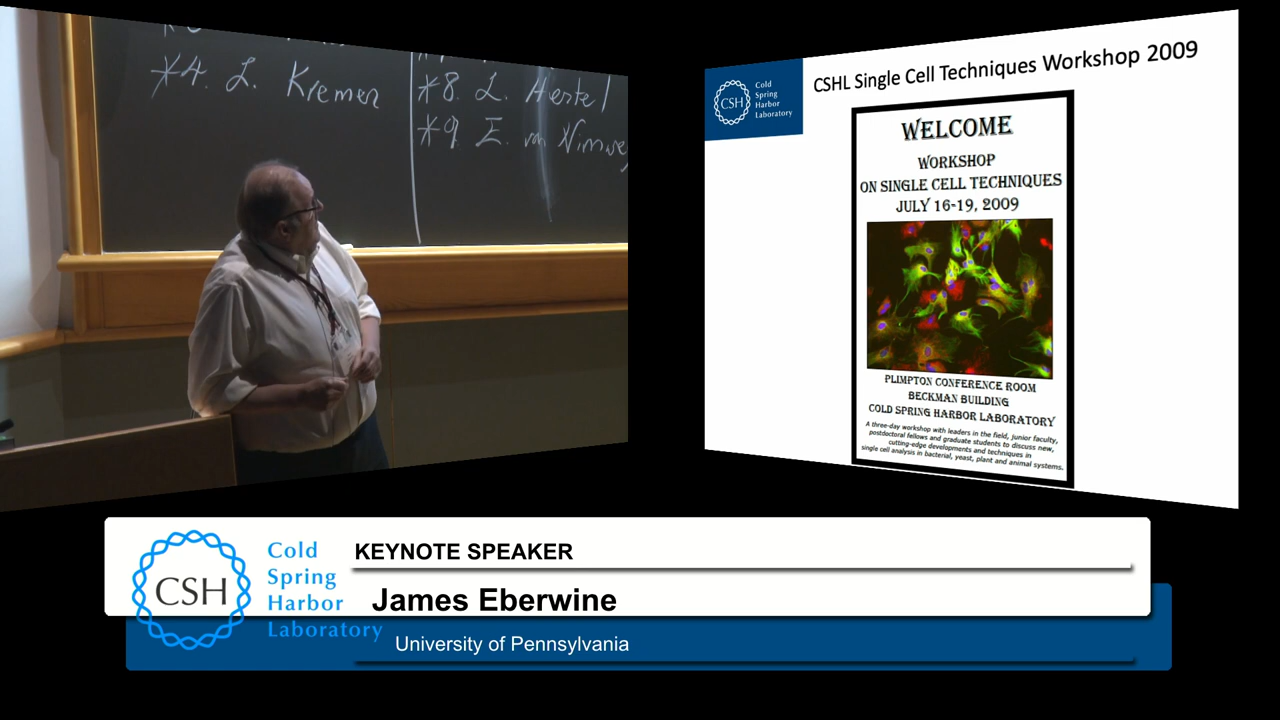 *4. L. Kremen
*8. L. Hertel
*9. E. von Nimwe
Cold
Spring
Harbor
Laboratory
CSH
CSHL Single Cell Techniques Workshop 2009
WELCOME
WORKSHOP
ON SINGLE CELL TECHNIQUES
JULY 16-19, 2009
PLIMPTON CONFERENCE ROOM
BECKMAN BUILDING
COLD SPRING HARBOR LABORATORY
A three-day workshop with leaders in the field, junior faculty,
postdoctoral fellows and graduate students to discuss new,
cutting-edge developments and techniques in
single cell analysis in bacterial, yeast, plant and animal systems.
CSH
Cold
Spring
Harbor
Laboratory
KEYNOTE SPEAKER
James Eberwine
University of Pennsylvania